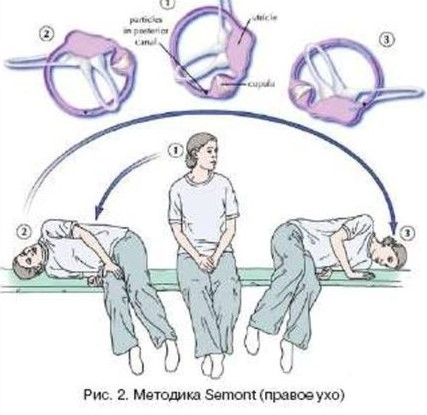 1
particles
in posterior
canal
utricle
cupula
2
3
1
2
3
Рис. 2. Методика Semont (правое ухо)